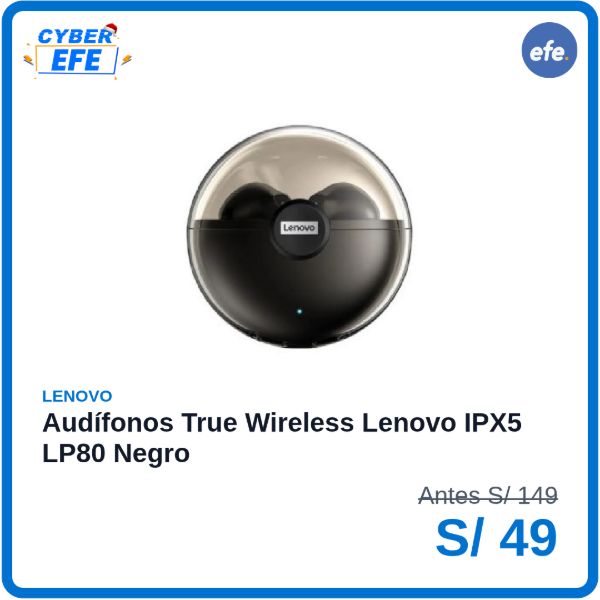 CYBER
EFE
efe.
Lenovo
LENOVO
Audífonos True Wireless Lenovo IPX5
LP80 Negro
Antes S/ 149
S/ 49